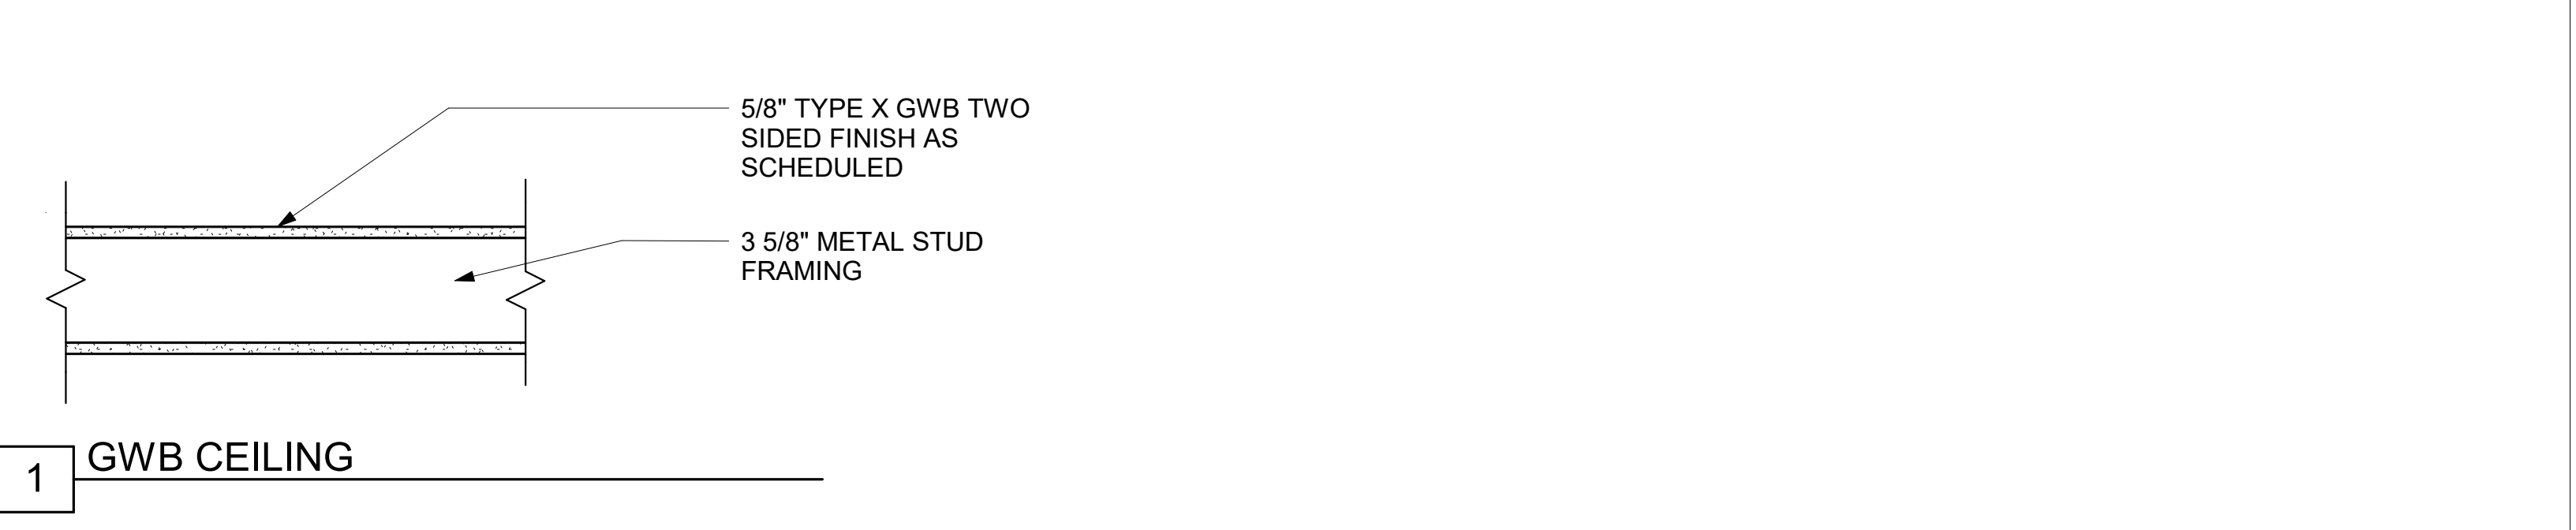 5/8" TYPE X GWB TWO
SIDED FINISH AS
SCHEDULED
3 5/8" METAL STUD
FRAMING
GWB CEILING
1